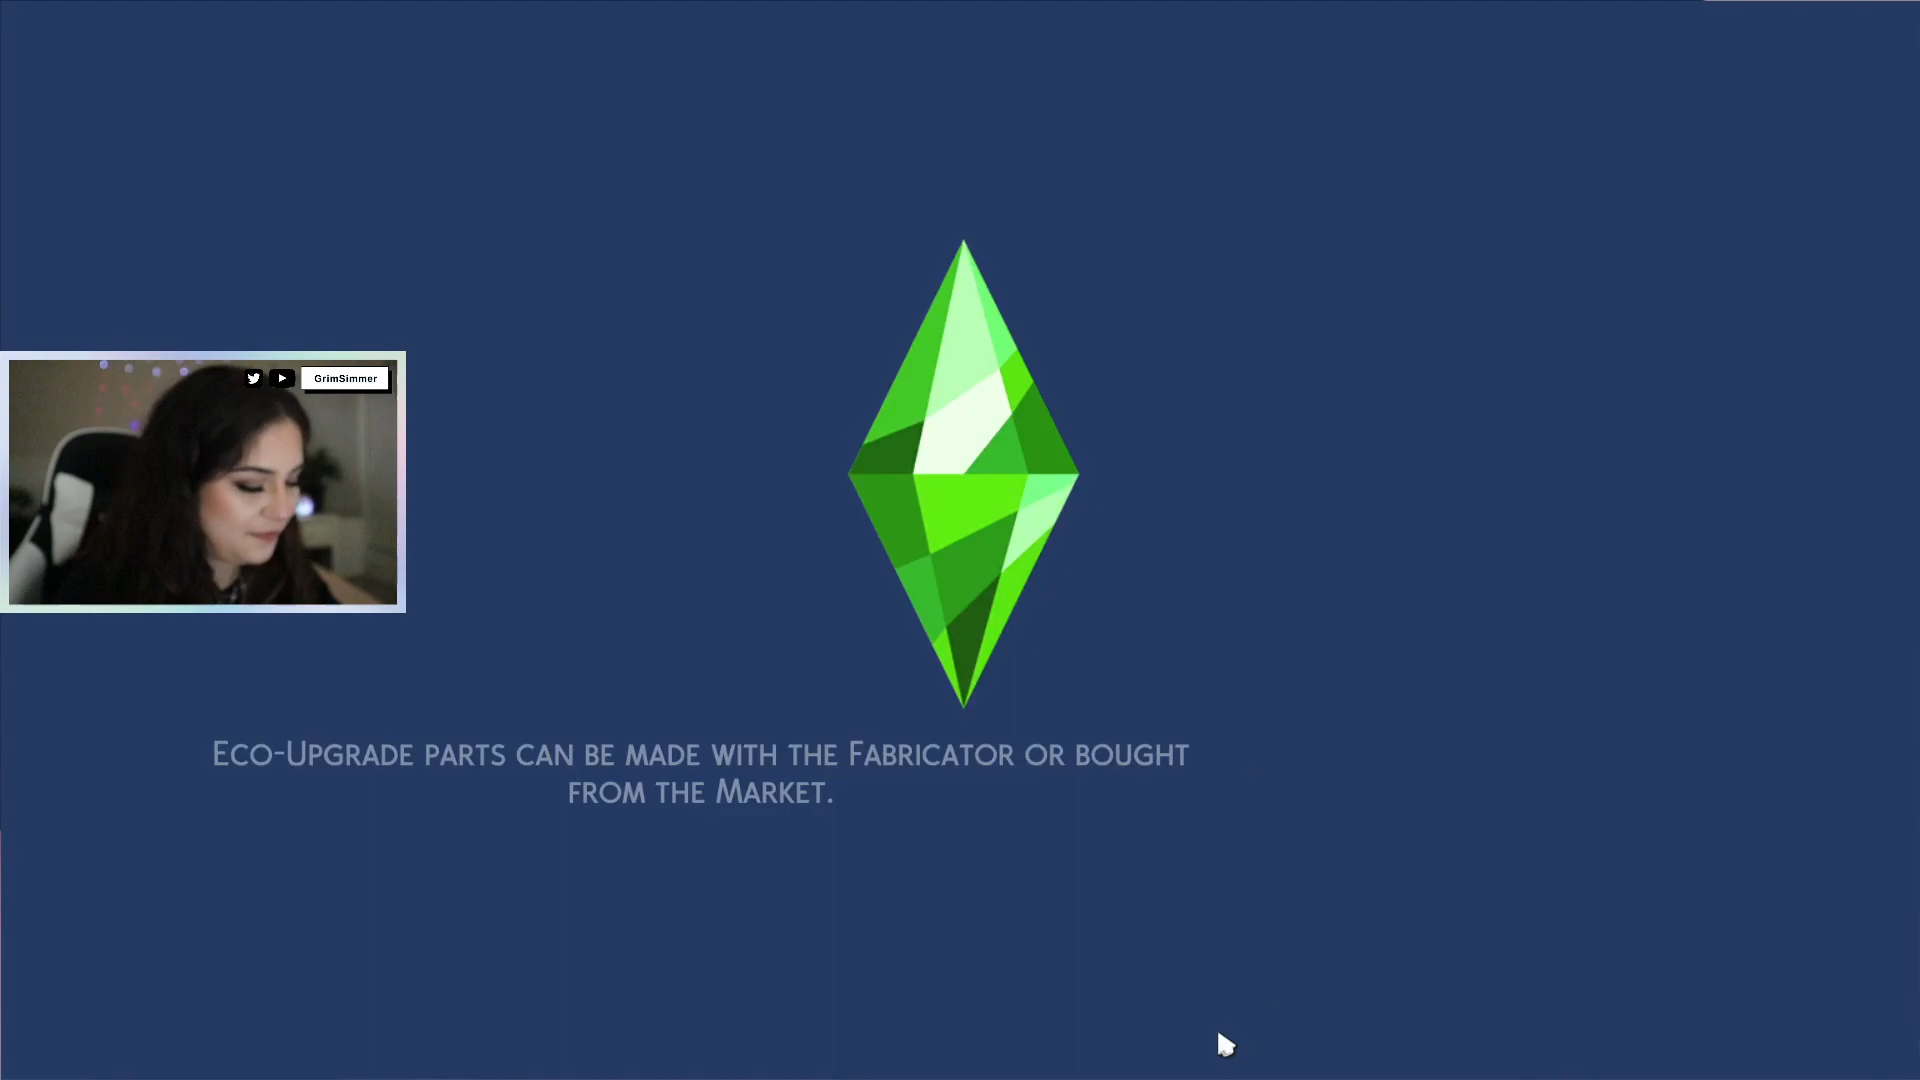 GrimSimmer
Eco-Upgrade parts can be made with the Fabricator or bought
from the Market.